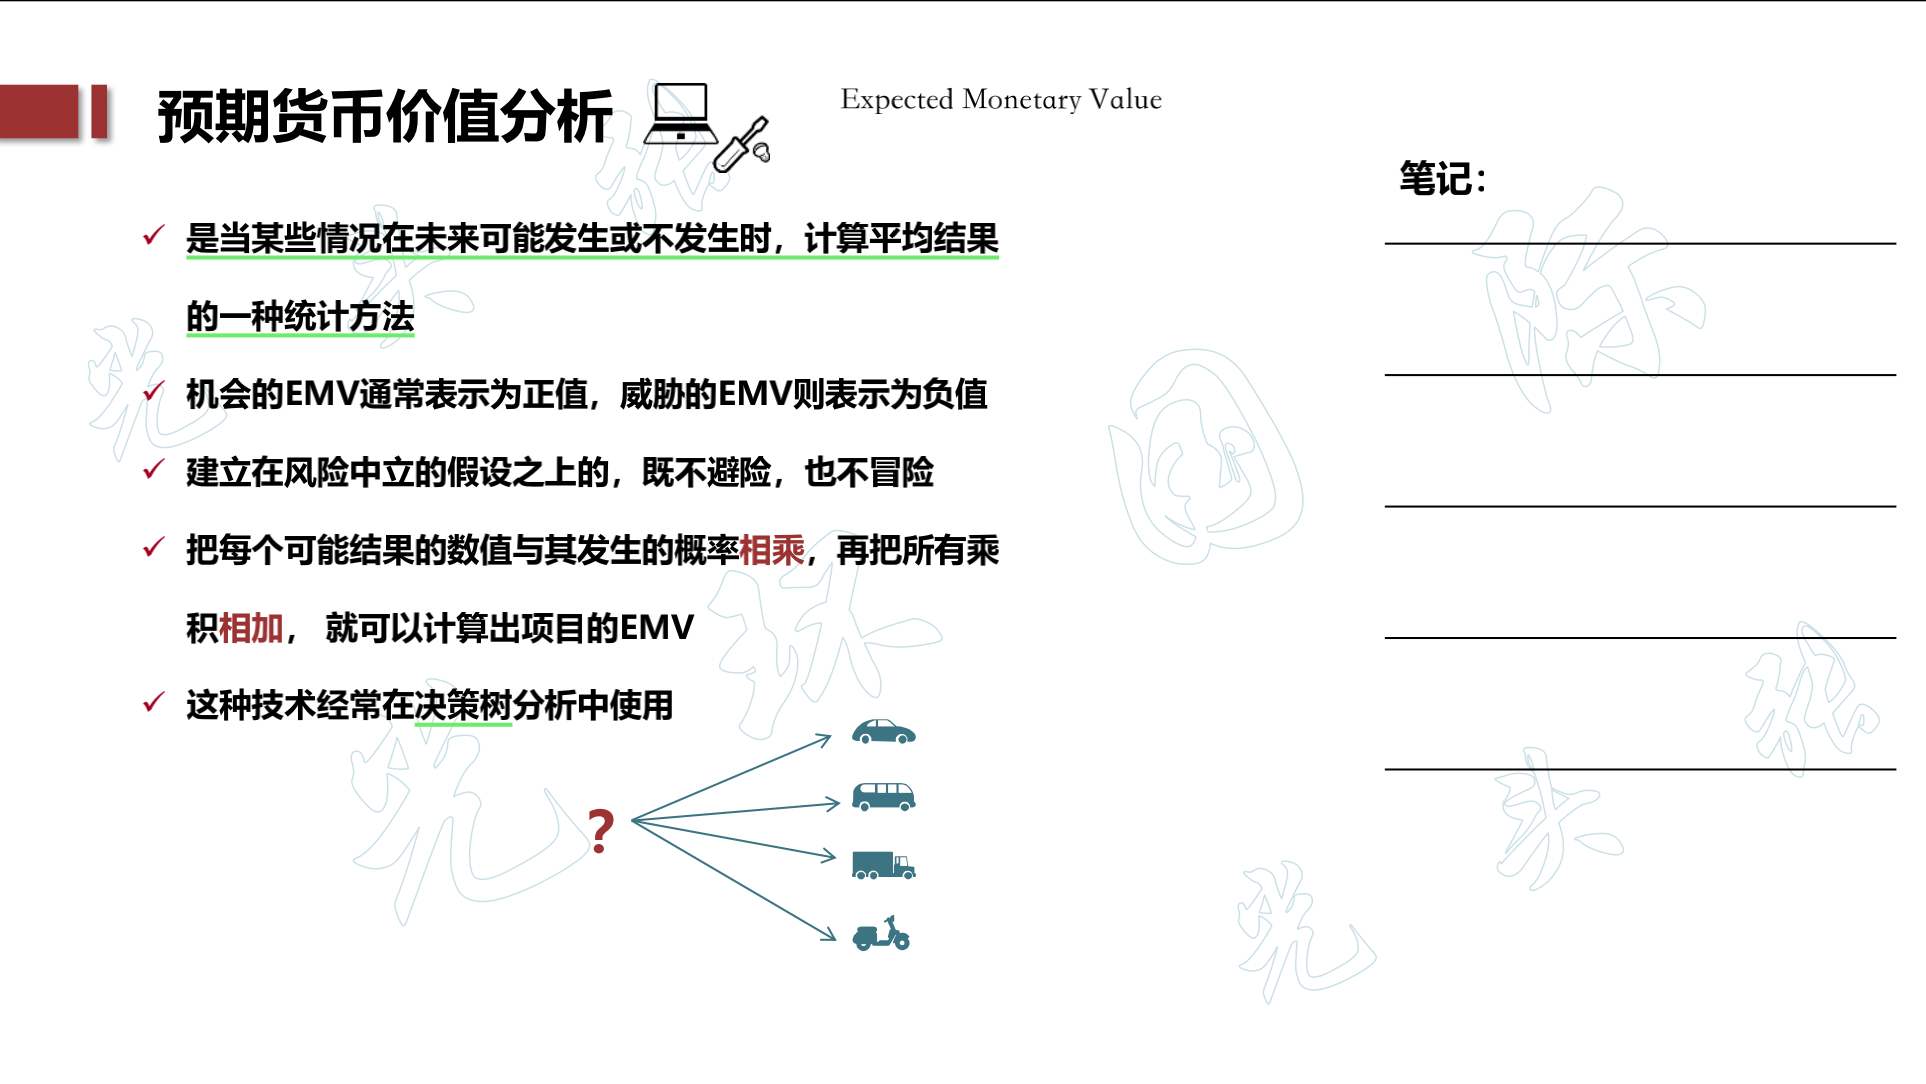 预期货币价值分析
Expected Monetary Value
是当某些情况在未来可能发生或不发生时，计算平均结果
的一种统计方法
机会的EMV通常表示为正值，威胁的EMV则表示为负值
建立在风险中立的假设之上的，既不避险，也不冒险
把每个可能结果的数值与其发生的概率相乘，再把所有乘
积相加， 就可以计算出项目的EMV
这种技术经常在决策树分析中使用
?
笔记：